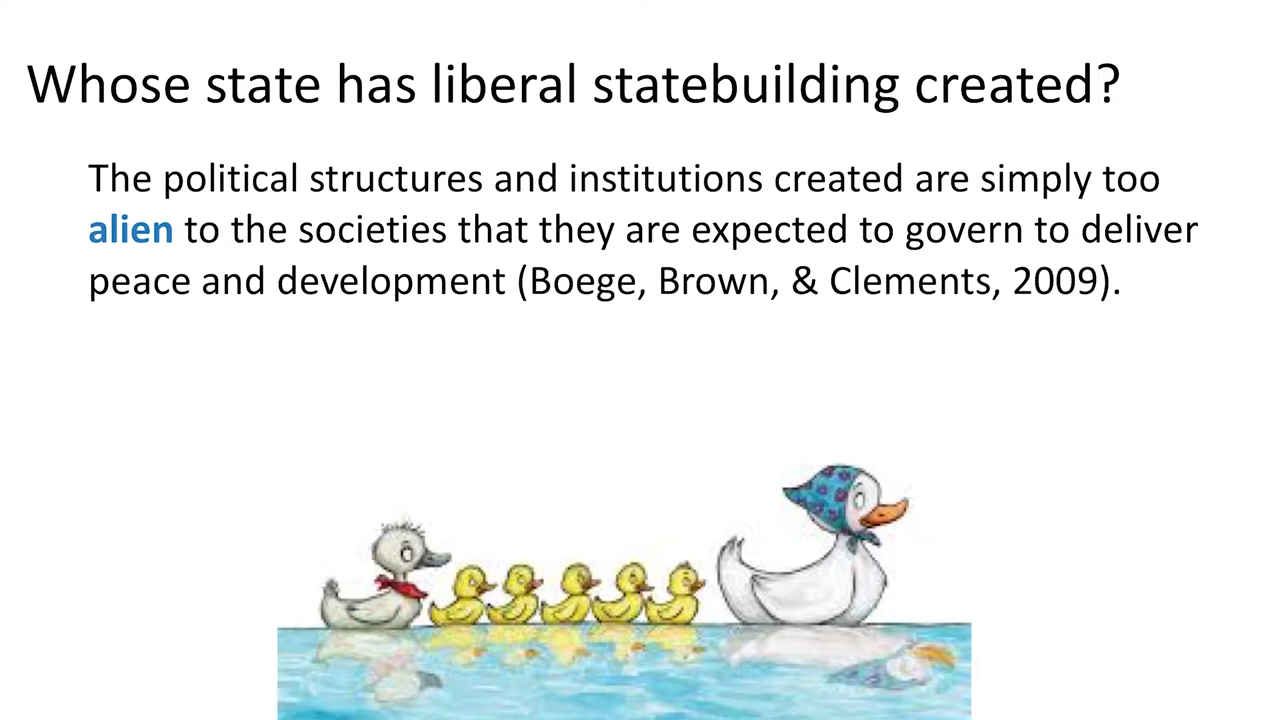 Whose state has liberal statebuilding created?
The political structures and institutions created are simply too
alien to the societies that they are expected to govern to deliver
peace and development (Boege, Brown, & Clements, 2009).